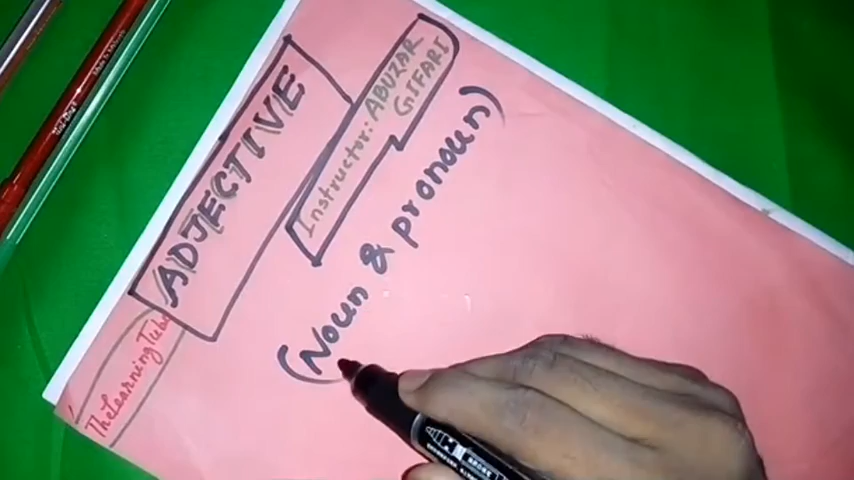 ADJECTIVE
Instructor: ABUZAR
GIFARI
TheLearningTube
(Noun & pronoun)